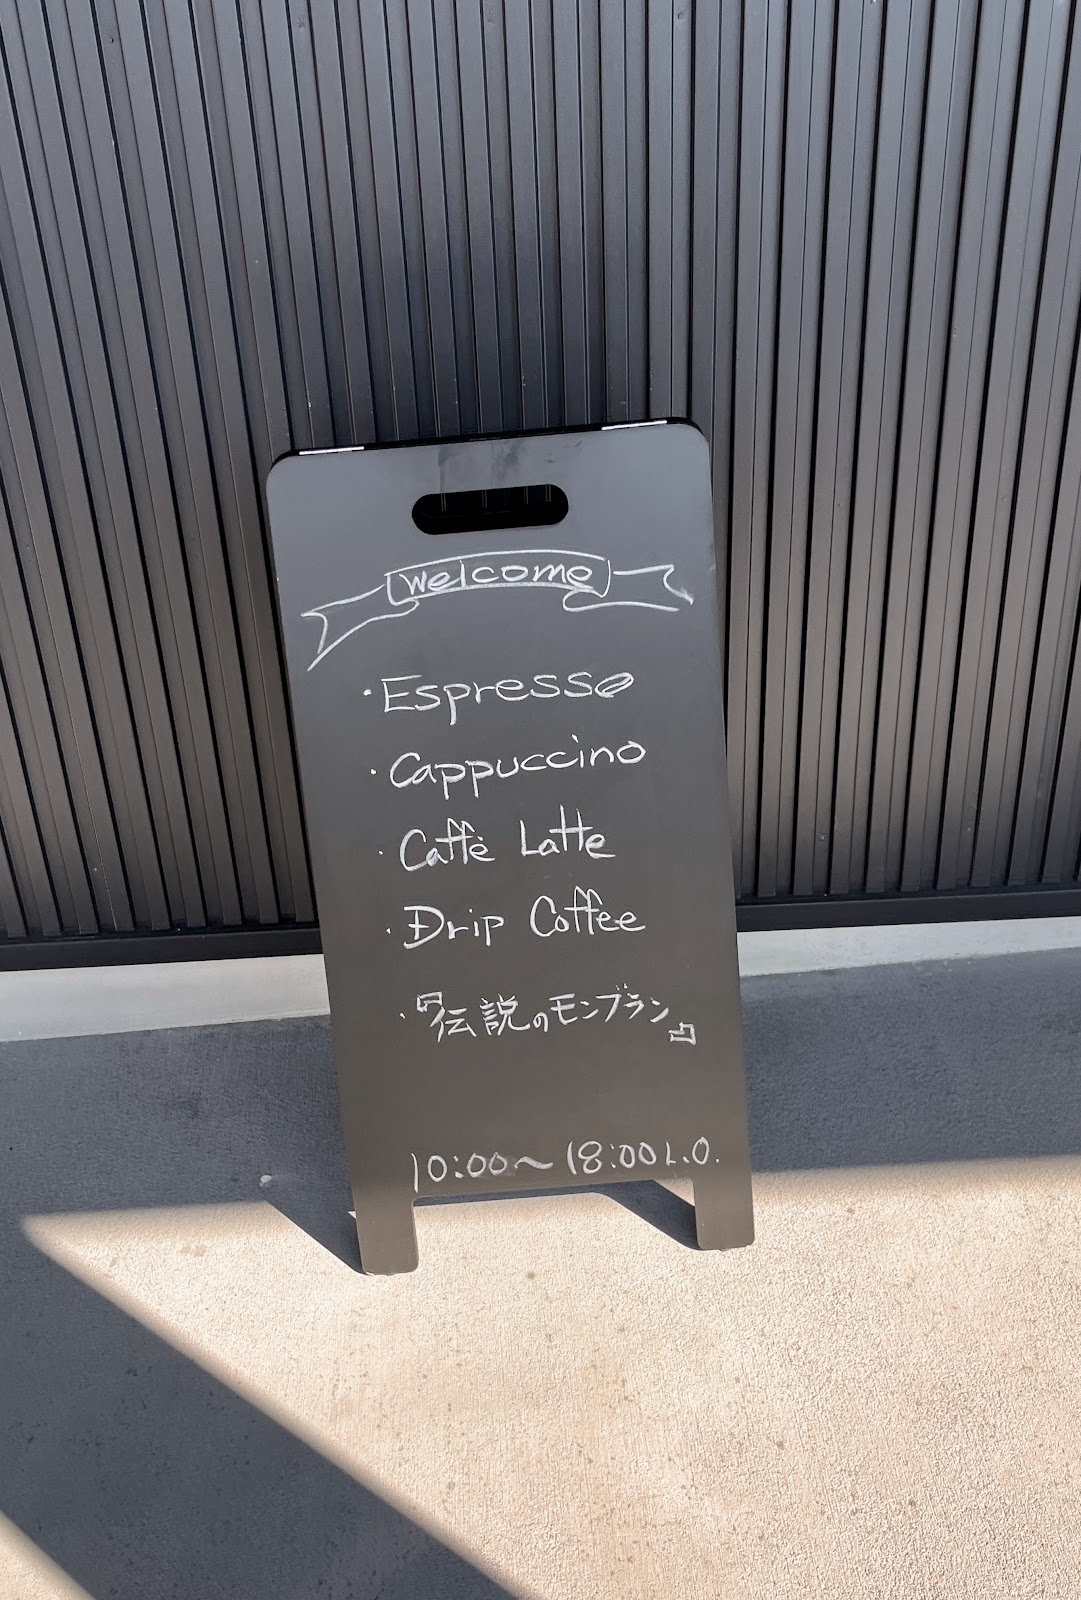 welcome
・Espresso
・Cappuccino
・Caffè Latte
・Drip Coffee
・『伝説のモンブラン』
10:00～18:00 L.O.